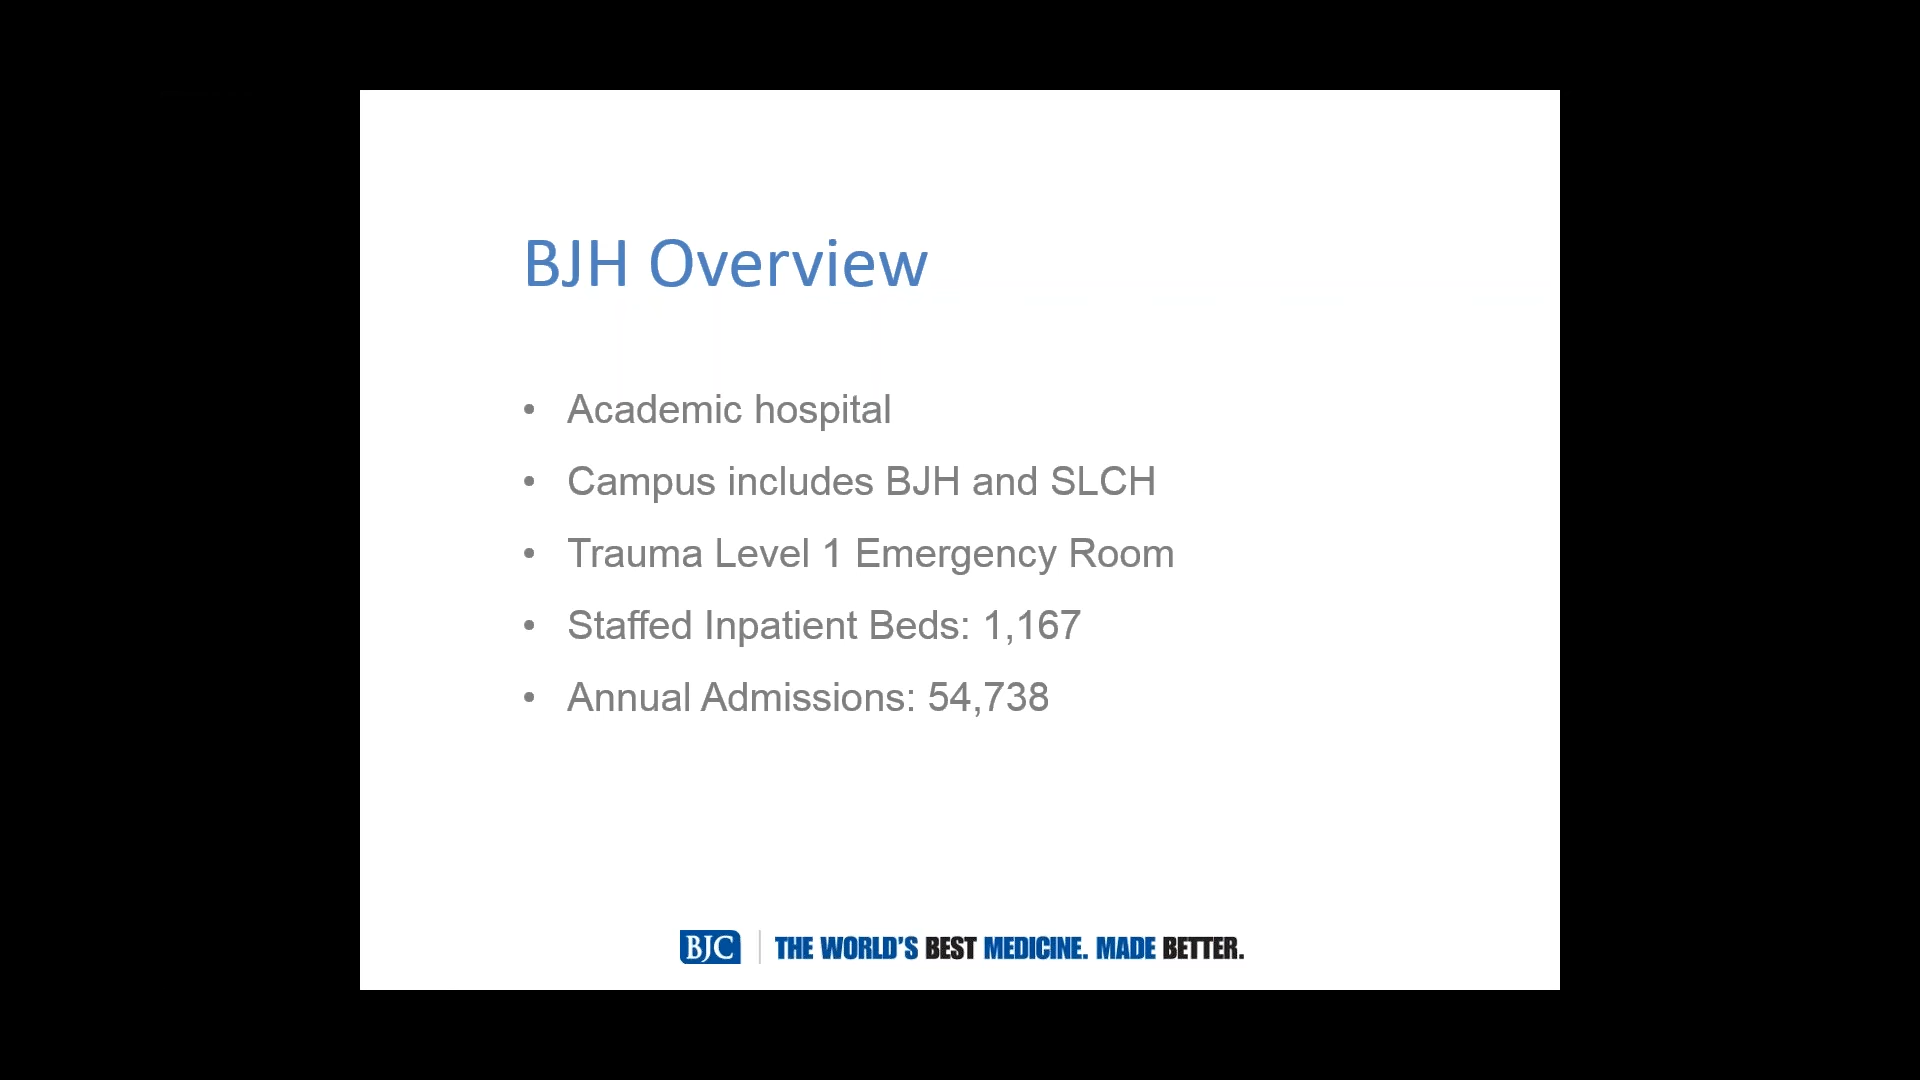 BJH Overview
• Academic hospital
• Campus includes BJH and SLCH
• Trauma Level 1 Emergency Room
• Staffed Inpatient Beds: 1,167
• Annual Admissions: 54,738
BJC THE WORLD'S BEST MEDICINE. MADE BETTER.